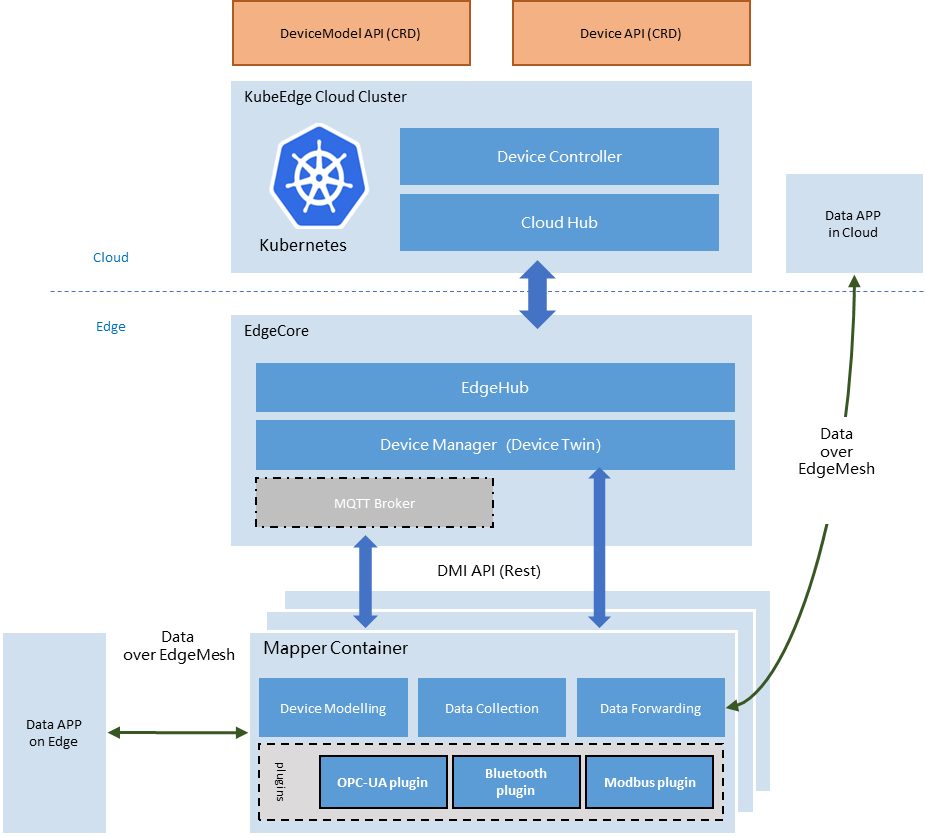 DeviceModel API (CRD)
Device API (CRD)
KubeEdge Cloud Cluster
Device Controller
Cloud Hub
Kubernetes
Data APP
in Cloud
Cloud
Edge
EdgeCore
EdgeHub
Device Manager (Device Twin)
MQTT Broker
Data
over
EdgeMesh
DMI API (Rest)
Data
over EdgeMesh
Mapper Container
Device Modelling
Data Collection
Data Forwarding
Data APP
on Edge
plugins
OPC-UA plugin
Bluetooth
plugin
Modbus plugin